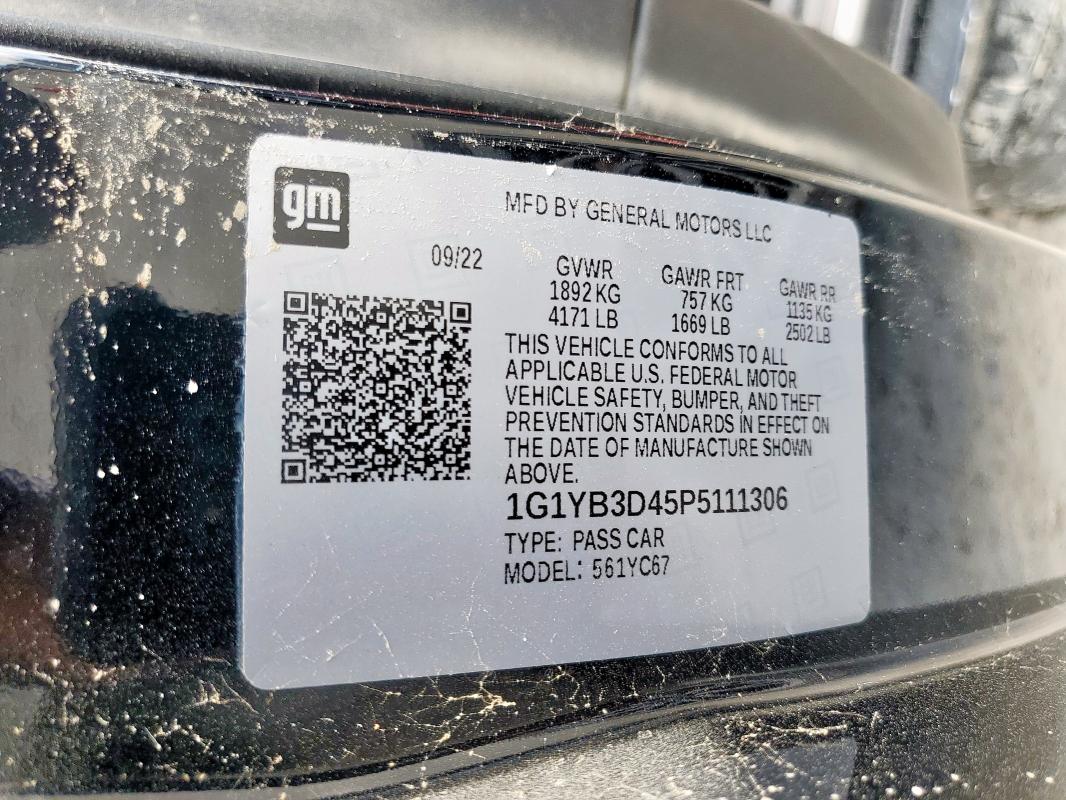 gm
MFD BY GENERAL MOTORS LLC
09/22
GVWR GAWR FRT GAWR RR
1892 KG 757 KG 1135 KG
4171 LB 1669 LB 2502 LB
THIS VEHICLE CONFORMS TO ALL
APPLICABLE U.S. FEDERAL MOTOR
VEHICLE SAFETY, BUMPER, AND THEFT
PREVENTION STANDARDS IN EFFECT ON
THE DATE OF MANUFACTURE SHOWN
ABOVE.
1G1YB3D45P5111306
TYPE: PASS CAR
MODEL: 561YC67